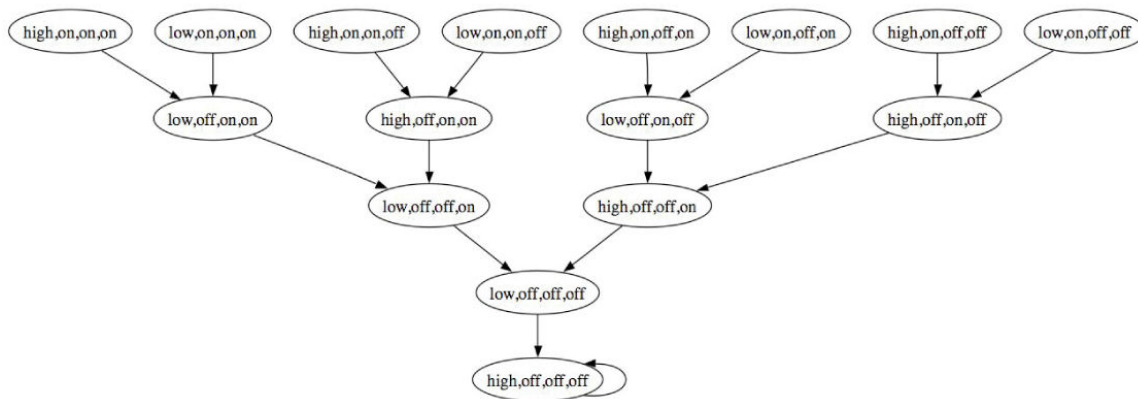 high,on,on,on
low,on,on,on
high,on,on,off
low,on,on,off
high,on,off,on
low,on,off,on
high,on,off,off
low,on,off,off
low,off,on,on
high,off,on,on
low,off,on,off
high,off,on,off
low,off,off,on
high,off,off,on
low,off,off,off
high,off,off,off